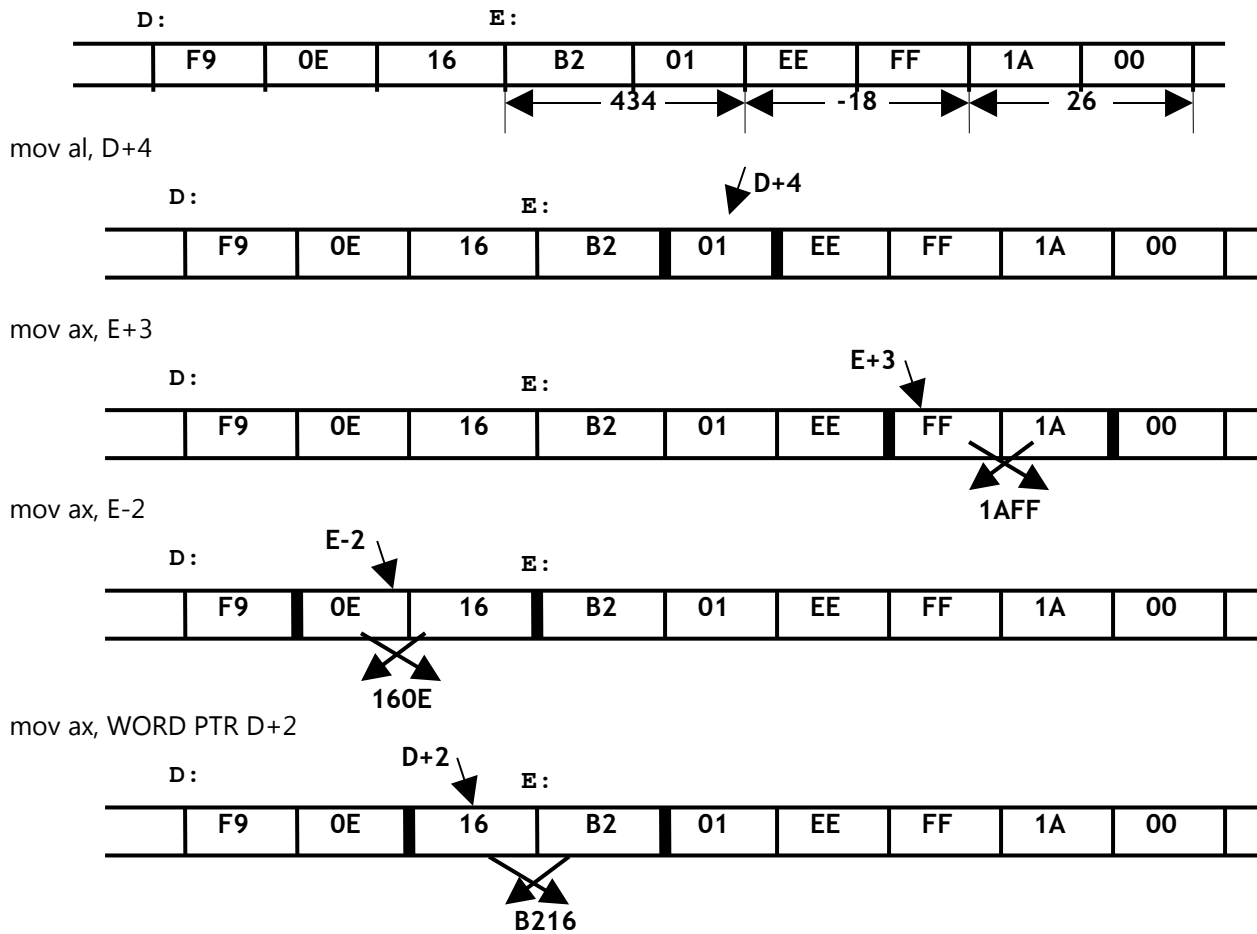 D: E:
F9 0E 16 B2 01 EE FF 1A 00
434 -18 26
mov al, D+4
D+4
D: E:
F9 0E 16 B2 01 EE FF 1A 00
mov ax, E+3
E+3
D: E:
F9 0E 16 B2 01 EE FF 1A 00
1AFF
mov ax, E-2
E-2
D: E:
F9 0E 16 B2 01 EE FF 1A 00
160E
mov ax, WORD PTR D+2
D+2
D: E:
F9 0E 16 B2 01 EE FF 1A 00
B216